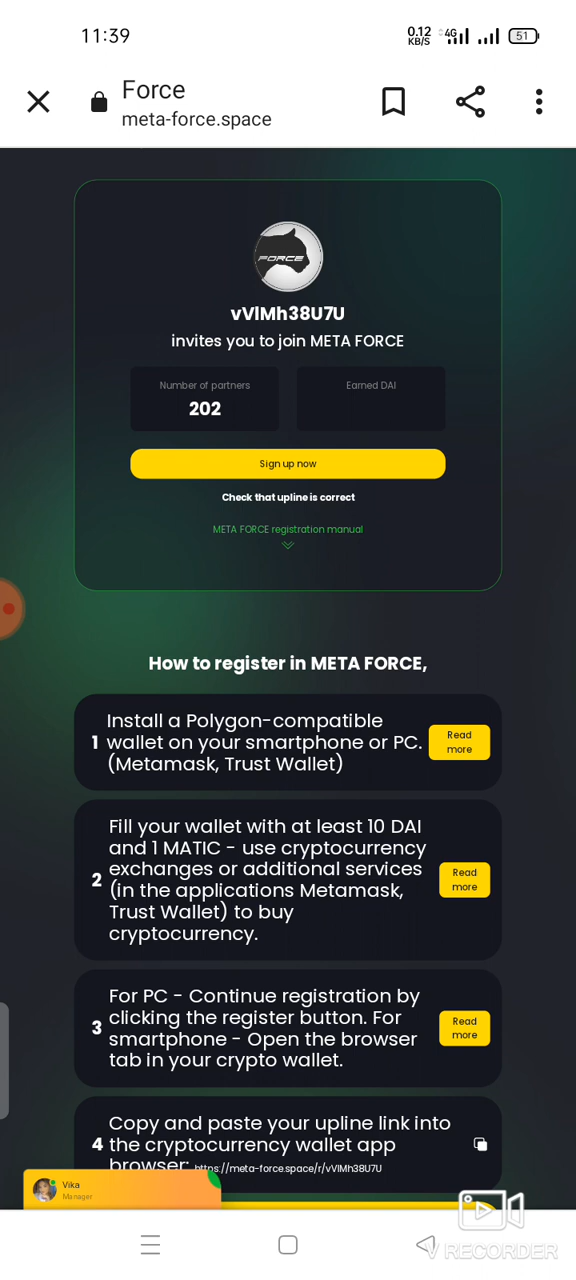 11:39
0.12
KB/S
4G
51
Force
meta-force.space
FORCE
vVlMh38U7U
invites you to join META FORCE
Number of partners
Earned DAI
202
Sign up now
Check that upline is correct
META FORCE registration manual
How to register in META FORCE,
1
Install a Polygon-compatible
wallet on your smartphone or PC.
(Metamask, Trust Wallet)
Read
more
2
Fill your wallet with at least 10 DAI
and 1 MATIC - use cryptocurrency
exchanges or additional services
(in the applications Metamask,
Trust Wallet) to buy
cryptocurrency.
Read
more
3
For PC - Continue registration by
clicking the register button. For
smartphone - Open the browser
tab in your crypto wallet.
Read
more
4
Copy and paste your upline link into
the cryptocurrency wallet app
browser: https://meta-force.space/r/vVlMh38U7U
Vika
Manager
V RECORDER